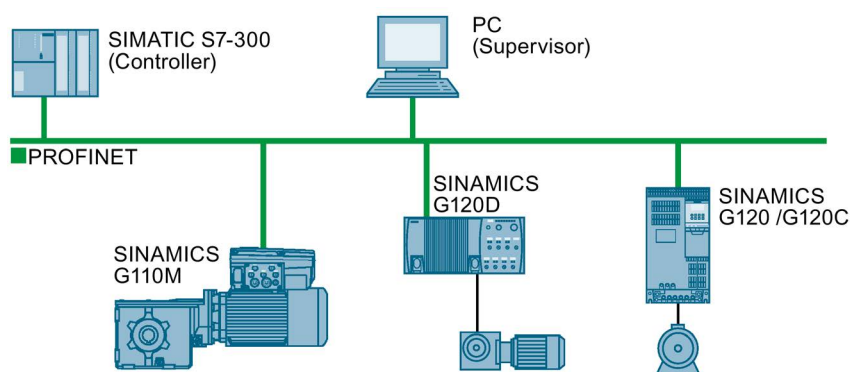 SIMATIC S7-300
(Controller)
PC
(Supervisor)
PROFINET
SINAMICS
G110M
SINAMICS
G120D
SINAMICS
G120 /G120C